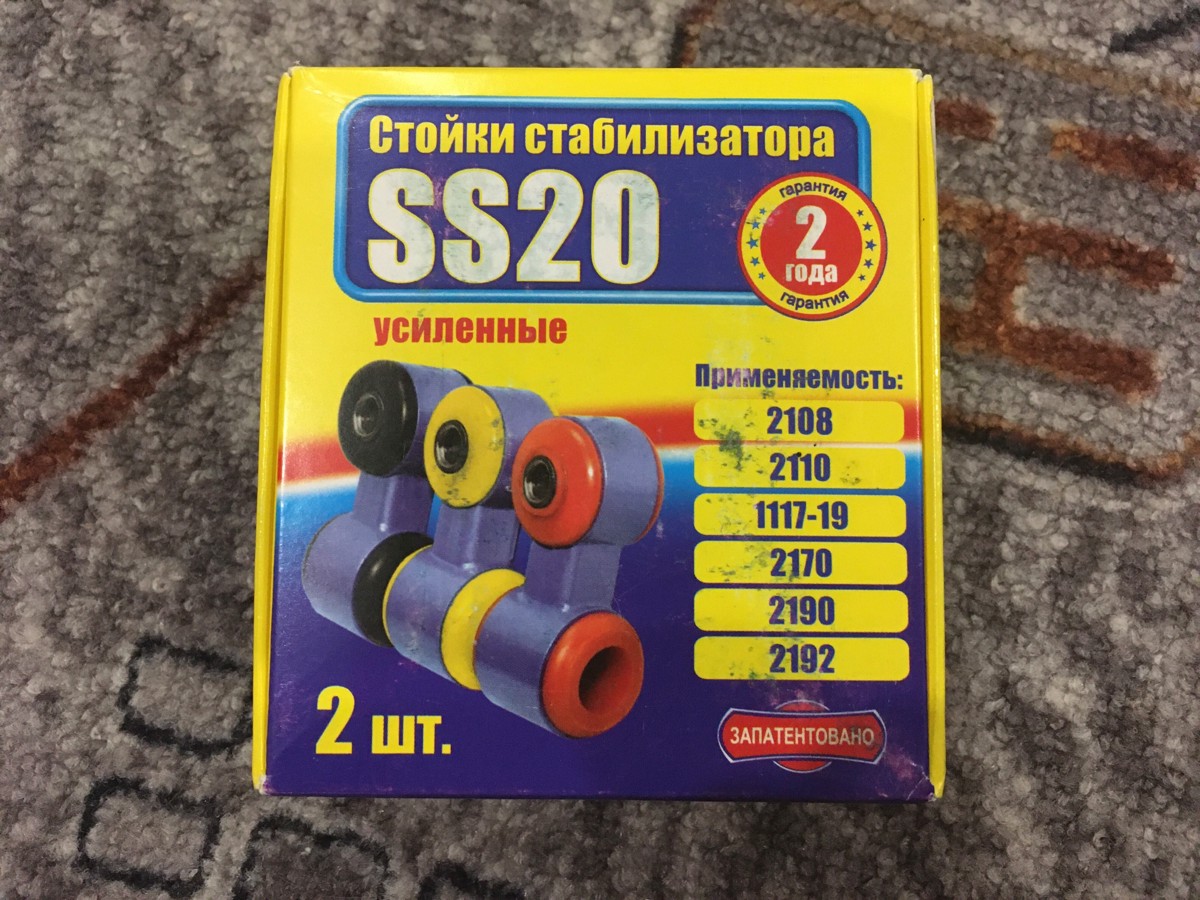 Стойки стабилизатора
SS20
гарантия
2
года
гарантия
усиленные
Применяемость:
2108
2110
1117-19
2170
2190
2192
2 шт.
ЗАПАТЕНТОВАНО